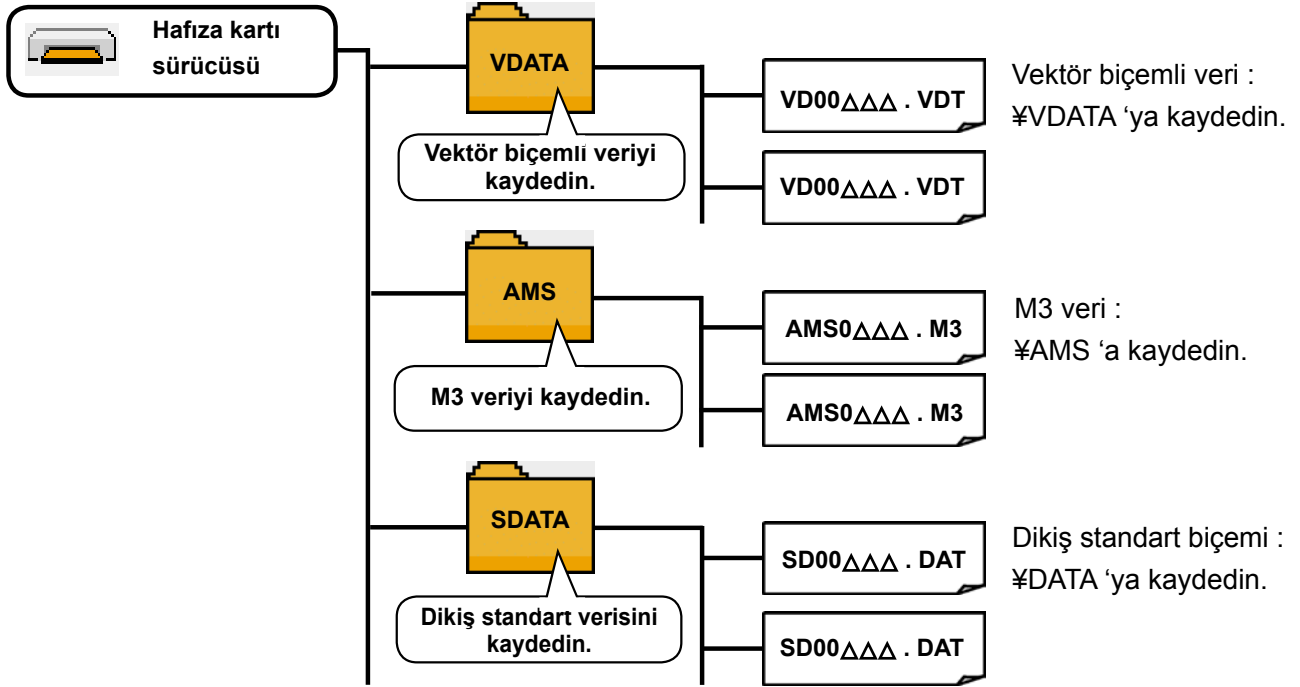 Hafıza kartı
sürücüsü
VDATA
Vektör biçemli veriyi
kaydedin.
VD00△△△ . VDT
VD00△△△ . VDT
Vektör biçemli veri :
¥VDATA ‘ya kaydedin.
AMS
M3 veriyi kaydedin.
AMS0△△△ . M3
AMS0△△△ . M3
M3 veri :
¥AMS ‘a kaydedin.
SDATA
Dikiş standart verisini
kaydedin.
SD00△△△ . DAT
SD00△△△ . DAT
Dikiş standart biçemi :
¥DATA ‘ya kaydedin.